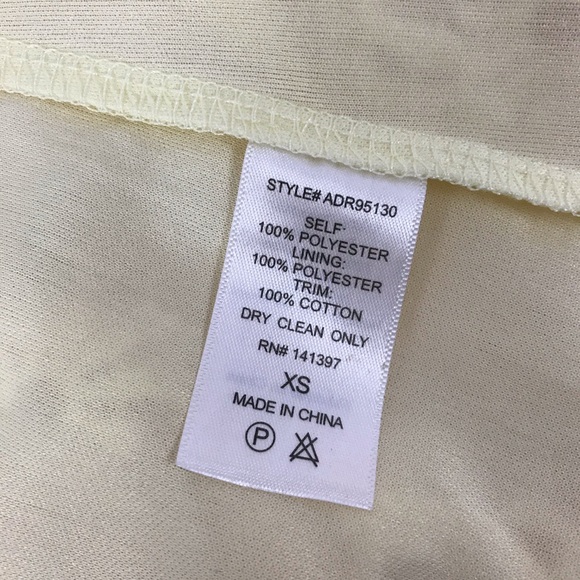 STYLE# ADR95130
SELF:
100% POLYESTER
LINING:
100% POLYESTER
TRIM:
100% COTTON
DRY CLEAN ONLY
RN# 141397
XS
MADE IN CHINA
P